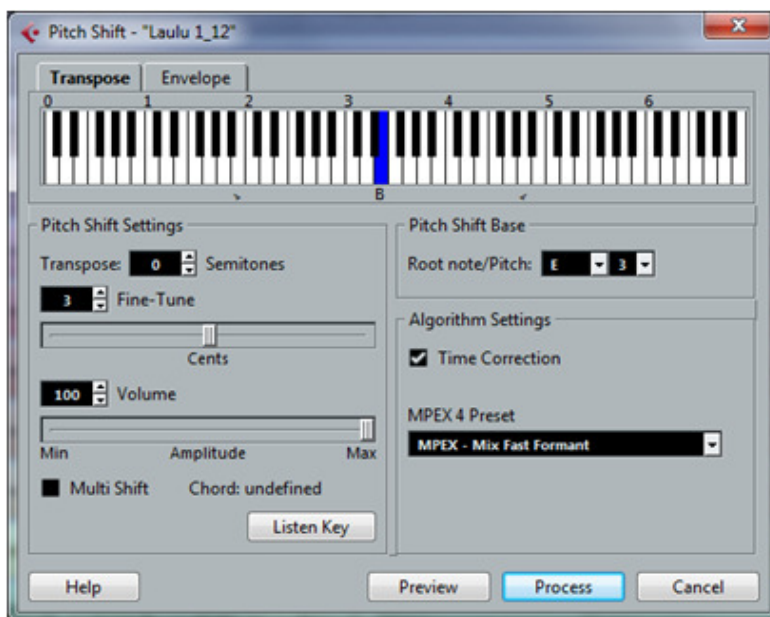 Pitch Shift - "Laulu 1_12"
Transpose Envelope
0 1 2 3 4 5 6
B
Pitch Shift Settings
Transpose: 0 Semitones
3 Fine-Tune
Cents
100 Volume
Min Amplitude Max
Multi Shift Chord: undefined
Listen Key
Pitch Shift Base
Root note/Pitch: E 3
Algorithm Settings
Time Correction
MPEX 4 Preset
MPEX - Mix Fast Formant
Help Preview Process Cancel